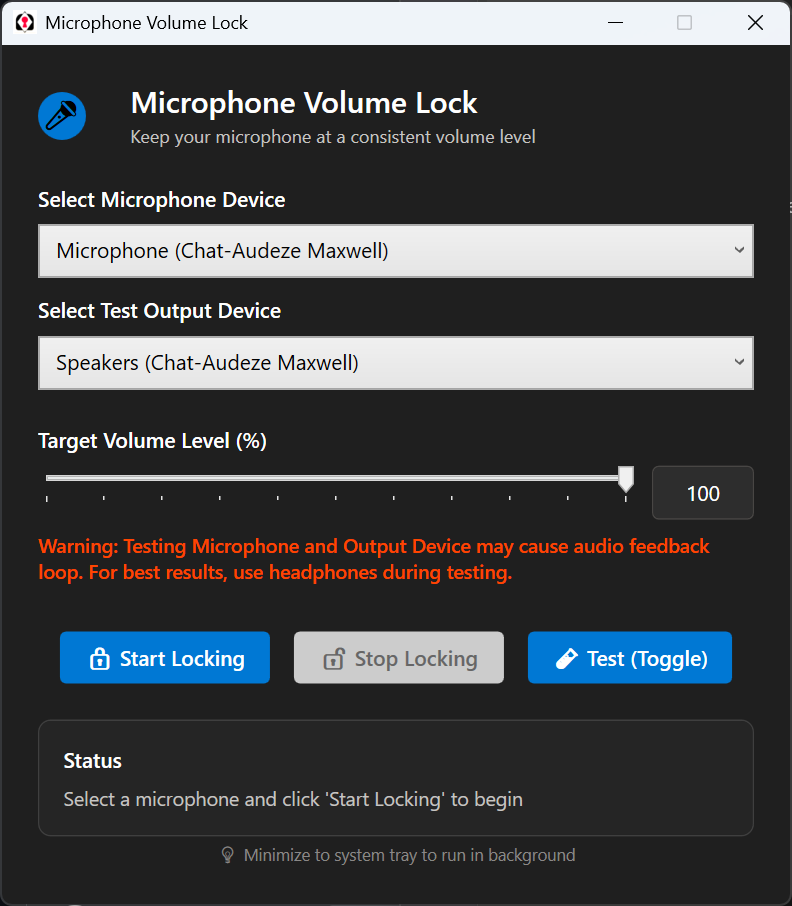 Microphone Volume Lock
Microphone Volume Lock
Keep your microphone at a consistent volume level
Select Microphone Device
Microphone (Chat-Audeze Maxwell)
Select Test Output Device
Speakers (Chat-Audeze Maxwell)
Target Volume Level (%)
100
Warning: Testing Microphone and Output Device may cause audio feedback
loop. For best results, use headphones during testing.
Start Locking
Stop Locking
Test (Toggle)
Status
Select a microphone and click 'Start Locking' to begin
Minimize to system tray to run in background